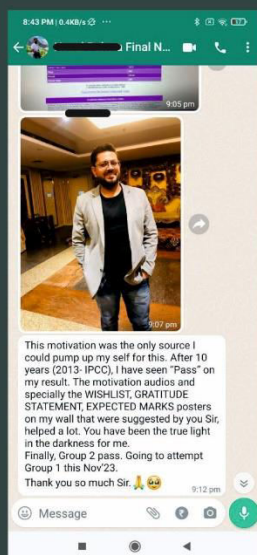 8:43 PM | 0.4KB/s
Final N...
9:05 pm
9:07 pm
This motivation was the only source I
could pump up my self for this. After 10
years (2013- IPCC), I have seen "Pass" on
my result. The motivation audios and
specially the WISHLIST, GRATITUDE
STATEMENT, EXPECTED MARKS posters
on my wall that were suggested by you Sir,
helped a lot. You have been the true light
in the darkness for me.
Finally, Group 2 pass. Going to attempt
Group 1 this Nov'23.
Thank you so much Sir.🙏🥹
9:12 pm
Message